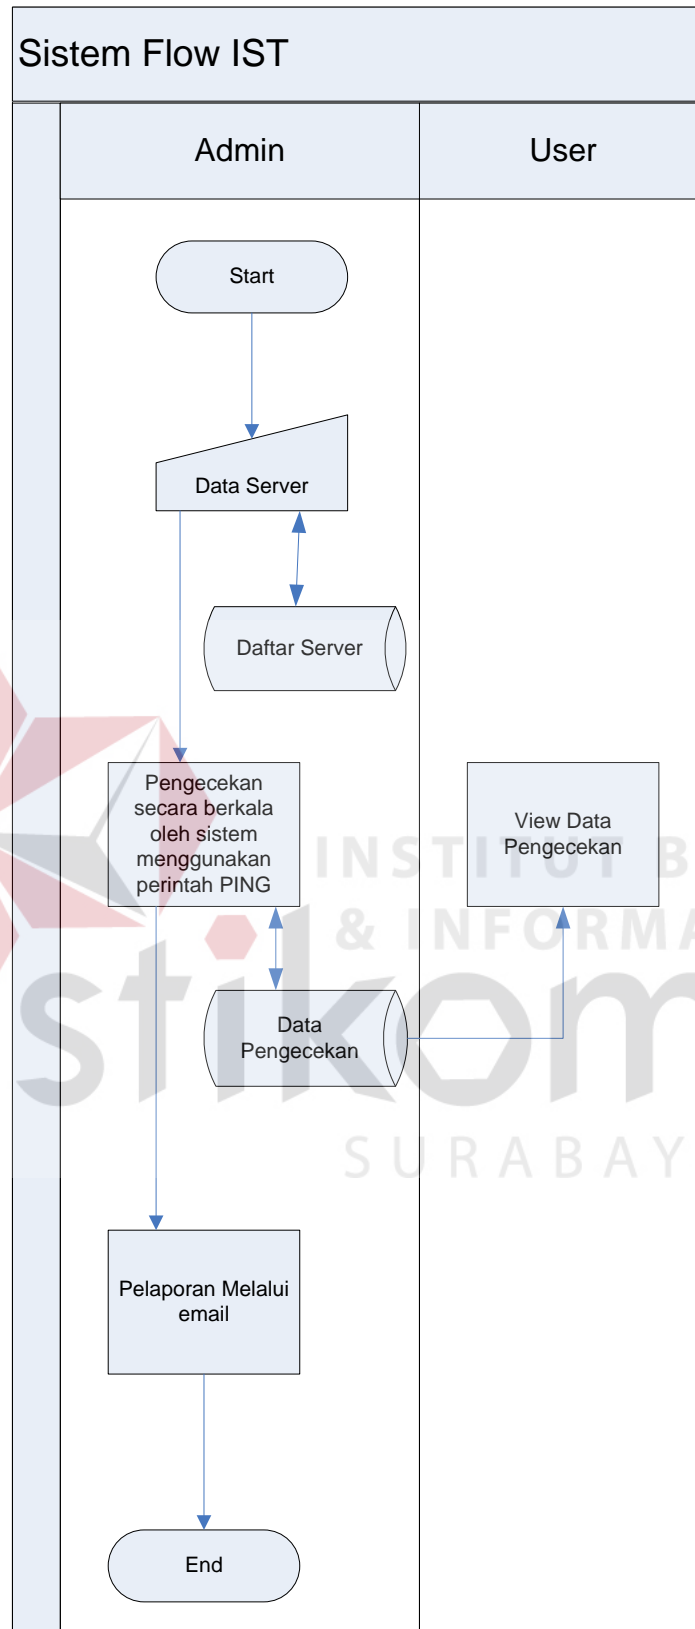 Sistem Flow IST
Admin
User
Start
Data Server
Daftar Server
Pengecekan
secara berkala
oleh sistem
menggunakan
perintah PING
View Data
Pengecekan
INSTITUT B
& INFORMA
stikom
SURABAY
Data
Pengecekan
Pelaporan Melalui
email
End